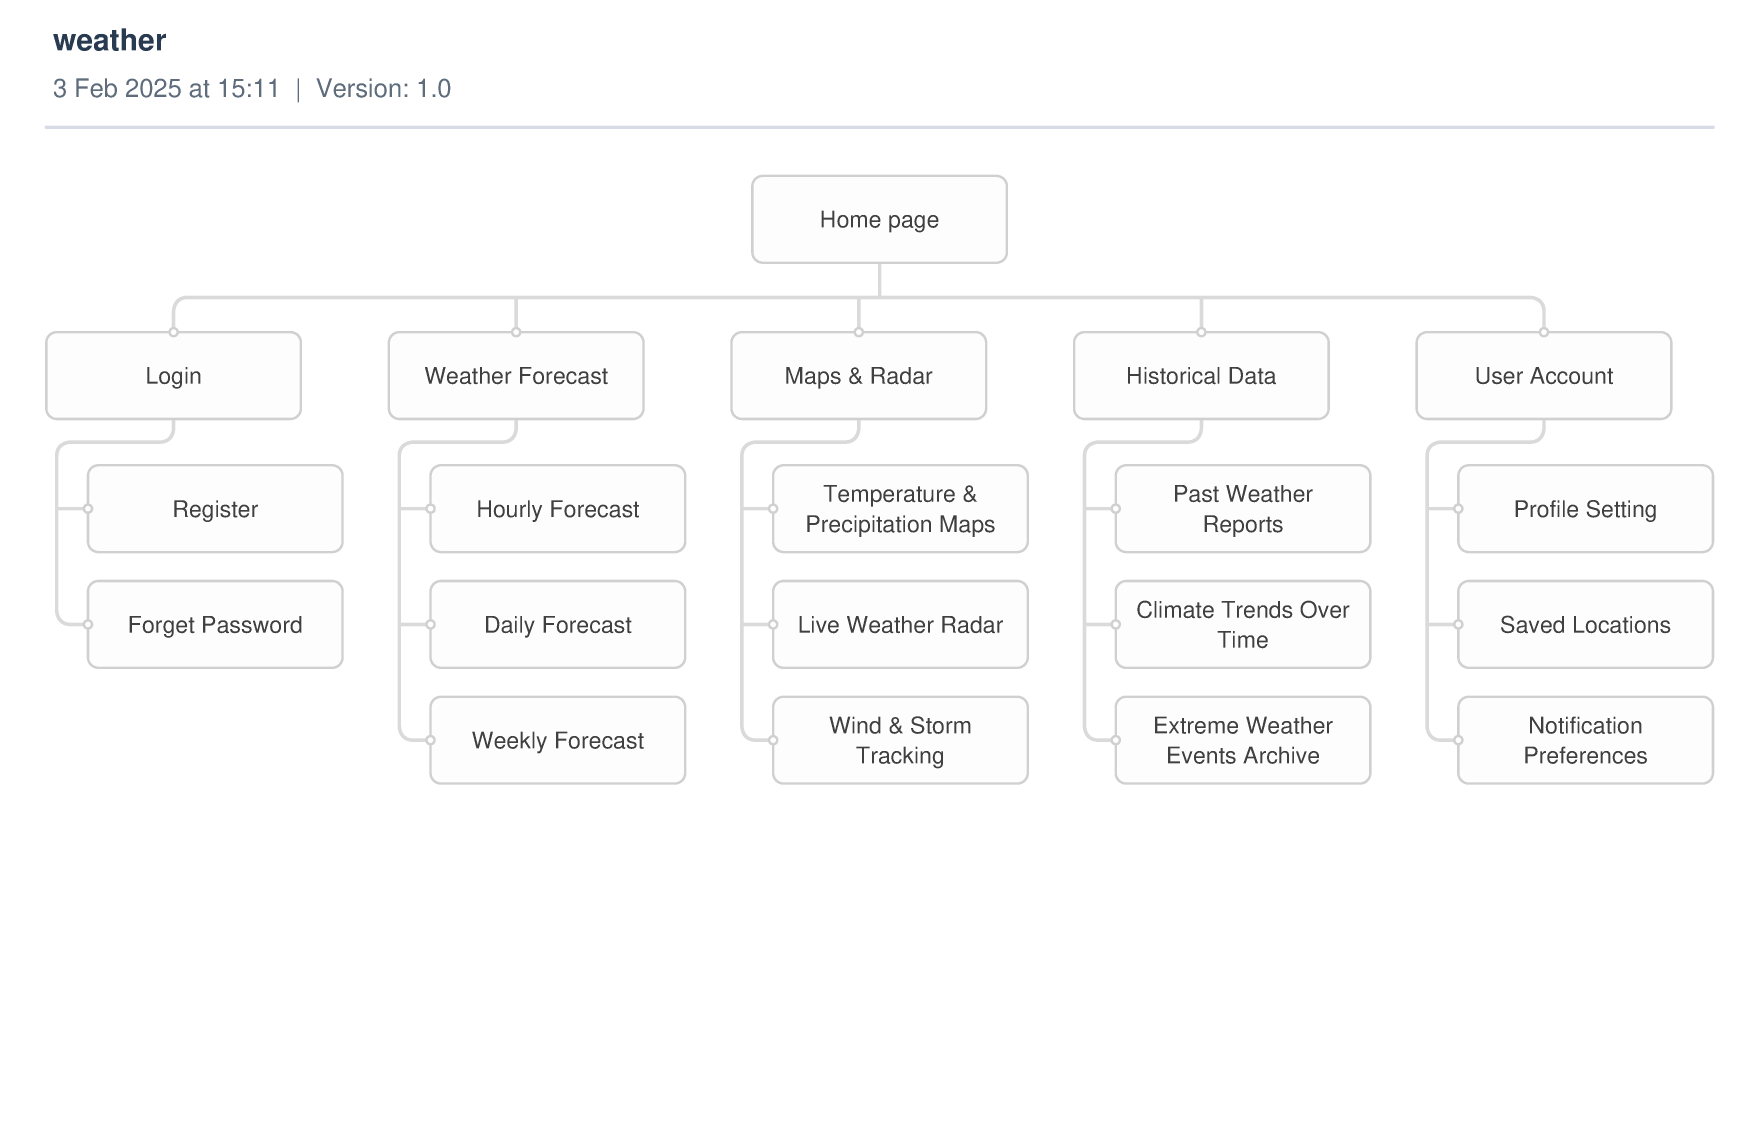 weather
3 Feb 2025 at 15:11 | Version: 1.0
Home page
Login
Weather Forecast
Maps & Radar
Historical Data
User Account
Register
Hourly Forecast
Temperature &
Precipitation Maps
Past Weather
Reports
Profile Setting
Forget Password
Daily Forecast
Live Weather Radar
Climate Trends Over
Time
Saved Locations
Weekly Forecast
Wind & Storm
Tracking
Extreme Weather
Events Archive
Notification
Preferences